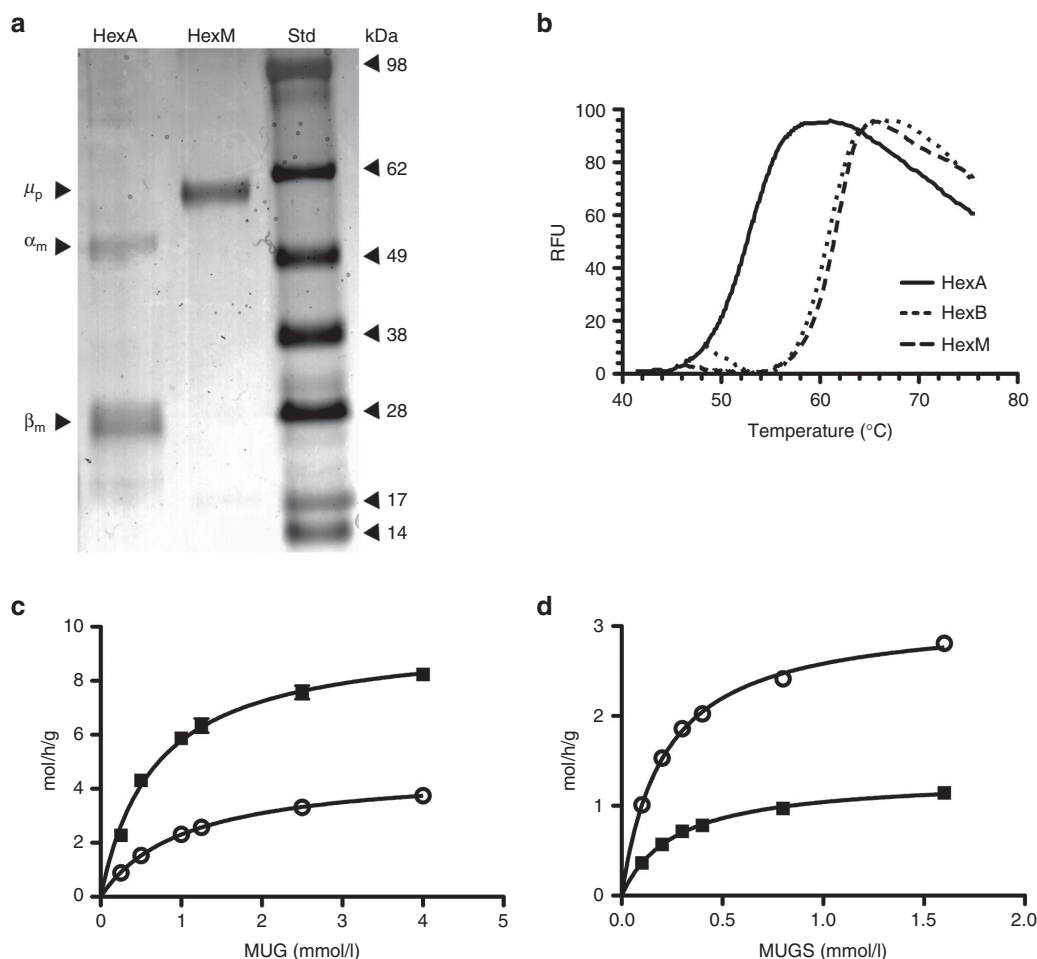 a
HexA HexM Std kDa
98
62
μp
αm
49
38
βm
28
17
14
b
100
80
60
40
20
0
RFU
HexA
HexB
HexM
40 50 60 70 80
Temperature (°C)
c
10
8
6
4
2
0
mol/h/g
0 1 2 3 4 5
MUG (mmol/l)
d
3
2
1
0
mol/h/g
0.0 0.5 1.0 1.5 2.0
MUGS (mmol/l)